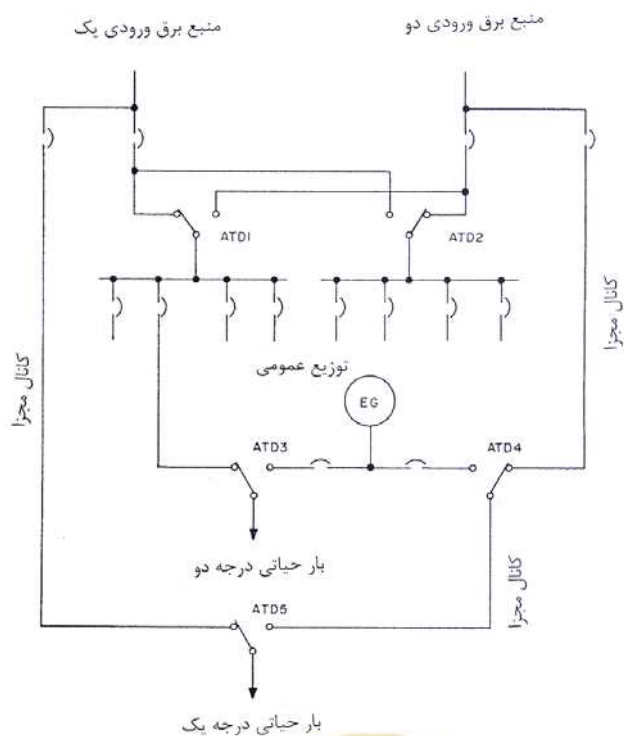 منبع برق ورودی یک
منبع برق ورودی دو
ATD1
ATD2
کانال مجزا
کانال مجزا
توزیع عمومی
EG
ATD3
ATD4
بار حیاتی درجه دو
کانال مجزا
ATD5
بار حیاتی درجه یک